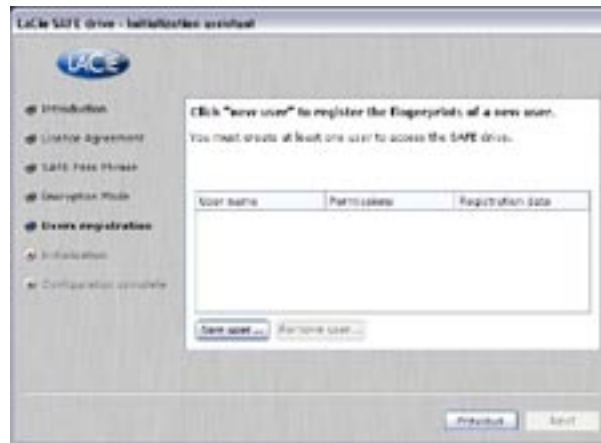 LaCie SAFE drive - Initialization assistant
LACIE
Introduction
Licence Agreement
SAFE Pass Phrase
Encryption Mode
Users registration
Initialization
Configuration complete
Click "new user" to register the fingerprints of a new user.
You must create at least one user to access the SAFE drive.
User name Permissions Registration date
New user ... Remove user...
Previous Next